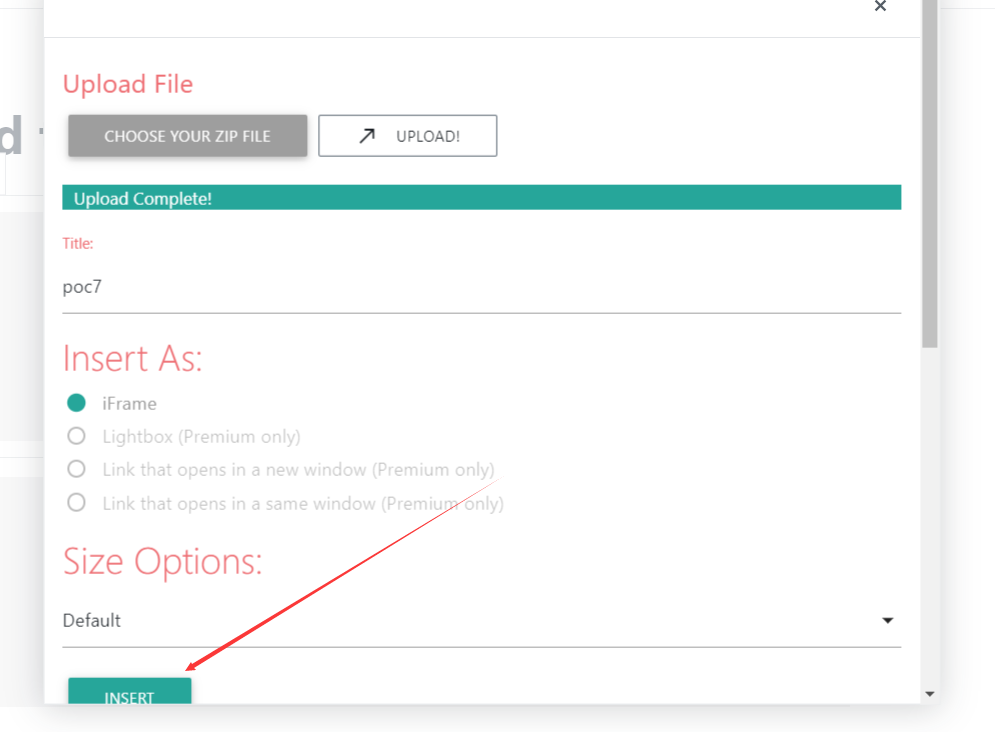 Upload File
CHOOSE YOUR ZIP FILE
UPLOAD!
Upload Complete!
Title:
poc7
Insert As:
iFrame
Lightbox (Premium only)
Link that opens in a new window (Premium only)
Link that opens in a same window (Premium only)
Size Options:
Default
INSERT